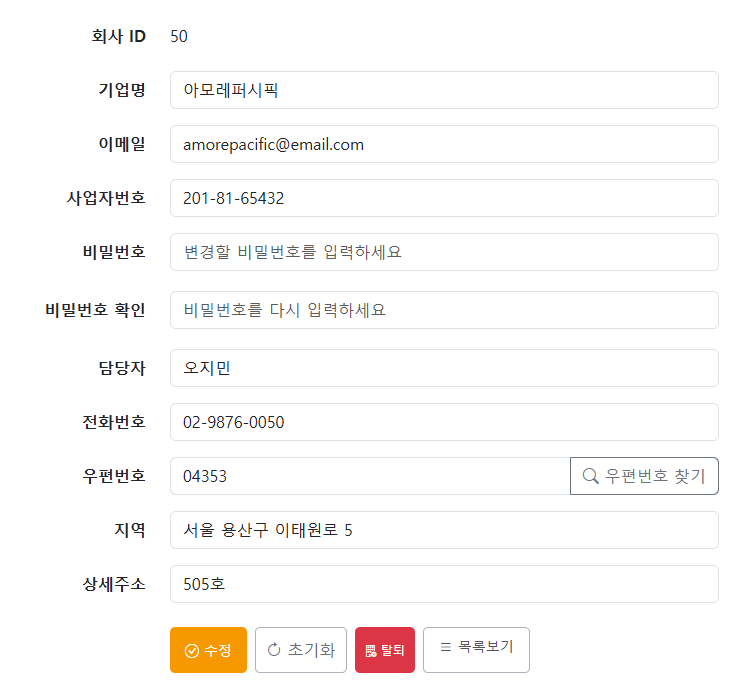 회사 ID 50
기업명 아모레퍼시픽
이메일 amorepacific@email.com
사업자번호 201-81-65432
비밀번호 변경할 비밀번호를 입력하세요
비밀번호 확인 비밀번호를 다시 입력하세요
담당자 오지민
전화번호 02-9876-0050
우편번호 04353 우편번호 찾기
지역 서울 용산구 이태원로 5
상세주소 505호
수정 초기화 탈퇴 목록보기